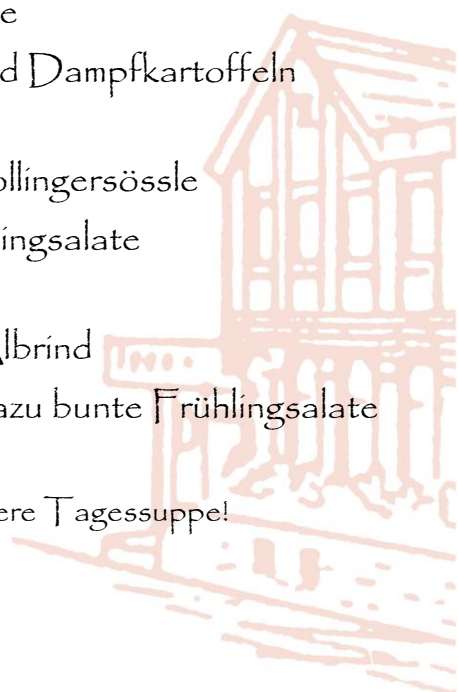 e
d Dampfkartoffeln
ollingersössle
ingsalate
lbrind
azu bunte Frühlingsalate
ere Tagessuppe!